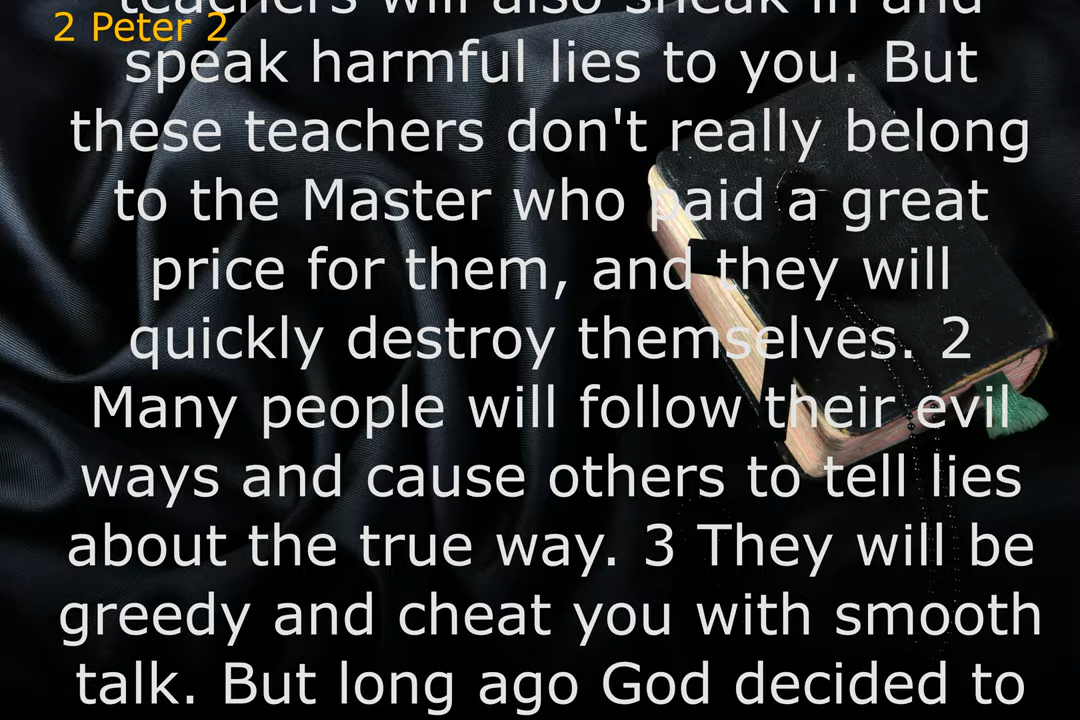 teachers will also sneak in and
2 Peter 2
speak harmful lies to you. But
these teachers don't really belong
to the Master who paid a great
price for them, and they will
quickly destroy themselves. 2
Many people will follow their evil
ways and cause others to tell lies
about the true way. 3 They will be
greedy and cheat you with smooth
talk. But long ago God decided to